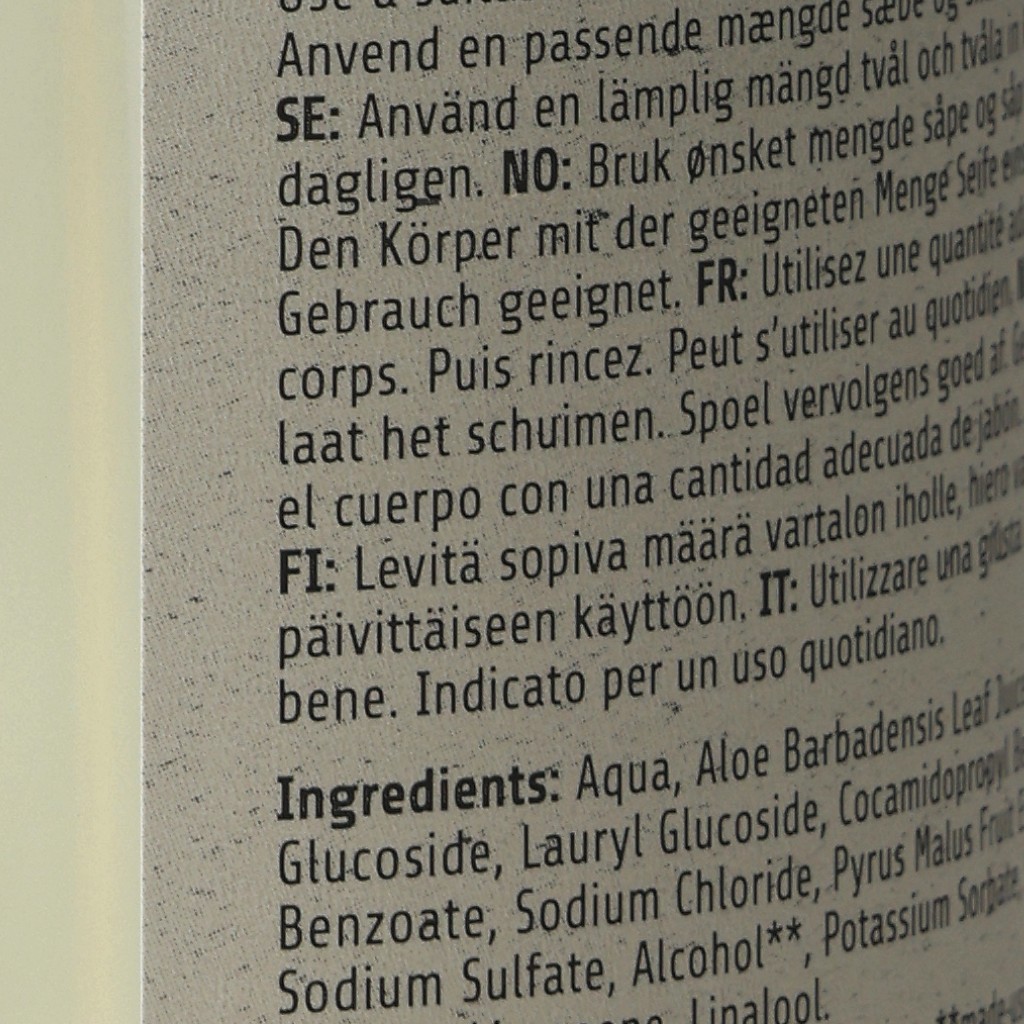 Anvend en passende mængde sæbe og
SE: Använd en lämplig mängd tvål och tvåla in
dagligen. NO: Bruk ønsket mengde såpe og
Den Körper mit der geeigneten Menge Seife
Gebrauch geeignet. FR: Utilisez une quantité
corps. Puis rincez. Peut s'utiliser au quotidien.
laat het schuimen. Spoel vervolgens goed af.
el cuerpo con una cantidad adecuada de jabón.
FI: Levitä sopiva määrä vartalon iholle, hiero
päivittäiseen käyttöön. IT: Utilizzare una giusta
bene. Indicato per un uso quotidiano.
Ingredients: Aqua, Aloe Barbadensis Leaf
Glucoside, Lauryl Glucoside, Cocamidopropyl
Benzoate, Sodium Chloride, Pyrus Malus Fruit
Sodium Sulfate, Alcohol**, Potassium Sorbate,
Linalool.